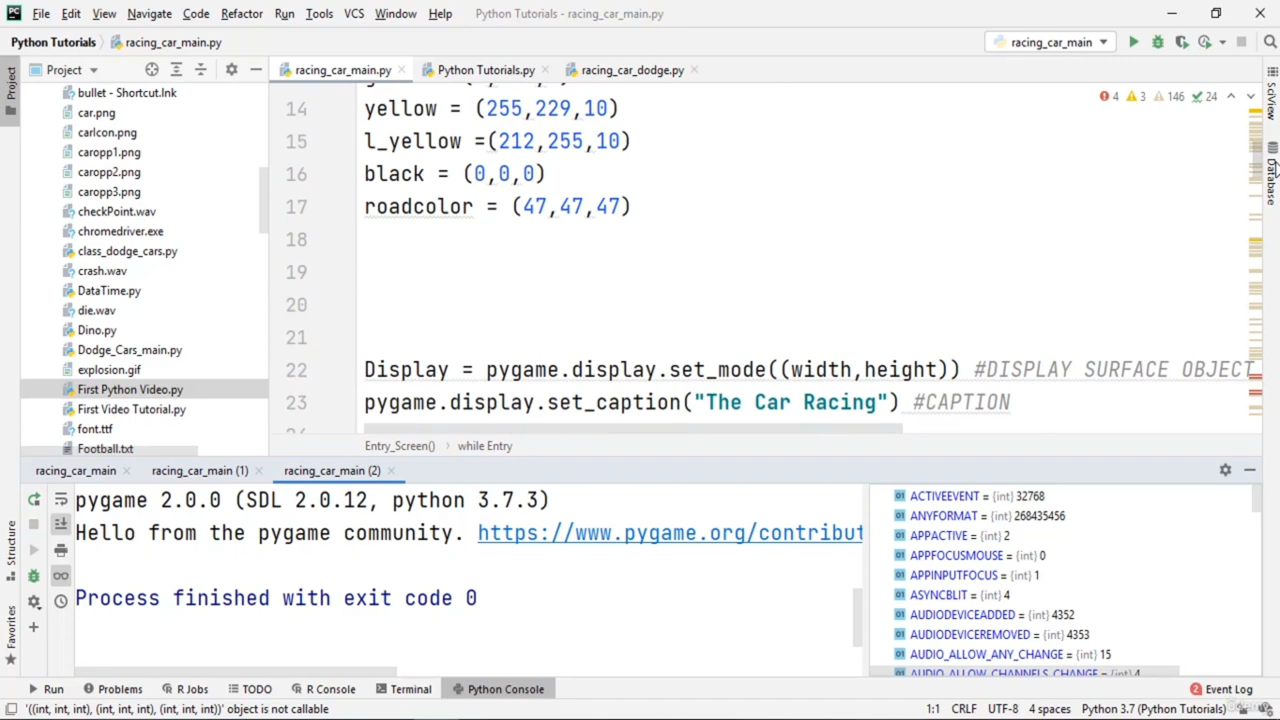 PC File Edit View Navigate Code Refactor Run Tools VCS Window Help Python Tutorials - racing_car_main.py
Python Tutorials racing_car_main.py racing_car_main
Project
racing_car_main.py Python Tutorials.py racing_car_dodge.py
Project
SciView
Database
Structure
Favorites
bullet - Shortcut.lnk
car.png
carIcon.png
caropp1.png
caropp2.png
caropp3.png
checkPoint.wav
chromedriver.exe
class_dodge_cars.py
crash.wav
DataTime.py
die.wav
Dino.py
Dodge_Cars_main.py
explosion.gif
First Python Video.py
First Video Tutorial.py
font.ttf
Football.txt
4 3 146 24
14 yellow = (255,229,10)
15 l_yellow =(212,255,10)
16 black = (0,0,0)
17 roadcolor = (47,47,47)
18
19
20
21
22 Display = pygame.display.set_mode((width,height)) #DISPLAY SURFACE OBJECT
23 pygame.display.set_caption("The Car Racing") #CAPTION
Entry_Screen() while Entry
racing_car_main racing_car_main (1) racing_car_main (2)
pygame 2.0.0 (SDL 2.0.12, python 3.7.3)
Hello from the pygame community. https://www.pygame.org/contribut
Process finished with exit code 0
ACTIVEEVENT = {int} 32768
ANYFORMAT = {int} 268435456
APPACTIVE = {int} 2
APPFOCUSMOUSE = {int} 0
APPINPUTFOCUS = {int} 1
ASYNCBLIT = {int} 4
AUDIODEVICEADDED = {int} 4352
AUDIODEVICEREMOVED = {int} 4353
AUDIO_ALLOW_ANY_CHANGE = {int} 15
AUDIO_ALLOW_CHANNELS_CHANGE = {int} 4
Run Problems R Jobs TODO R Console Terminal Python Console Event Log
'((int, int, int), (int, int, int), (int, int, int))' object is not callable 1:1 CRLF UTF-8 4 spaces Python 3.7 (Python Tutorials)